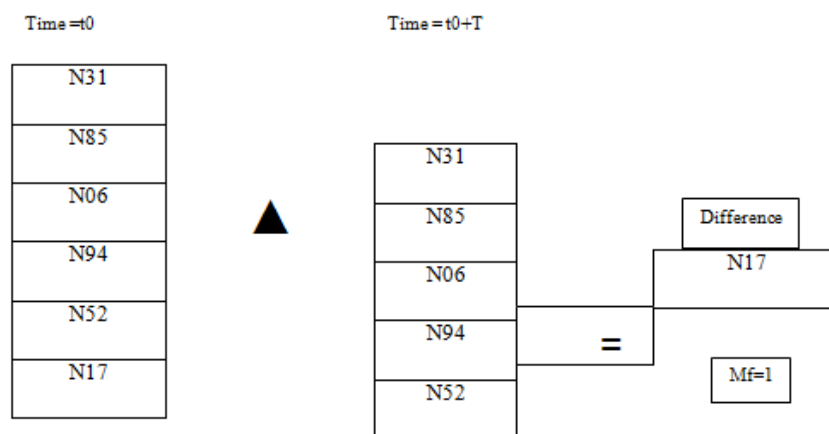 Time =t0
N31
N85
N06
N94
N52
N17
▲
Time = t0+T
N31
N85
N06
N94
N52
=
Difference
N17
Mf=1